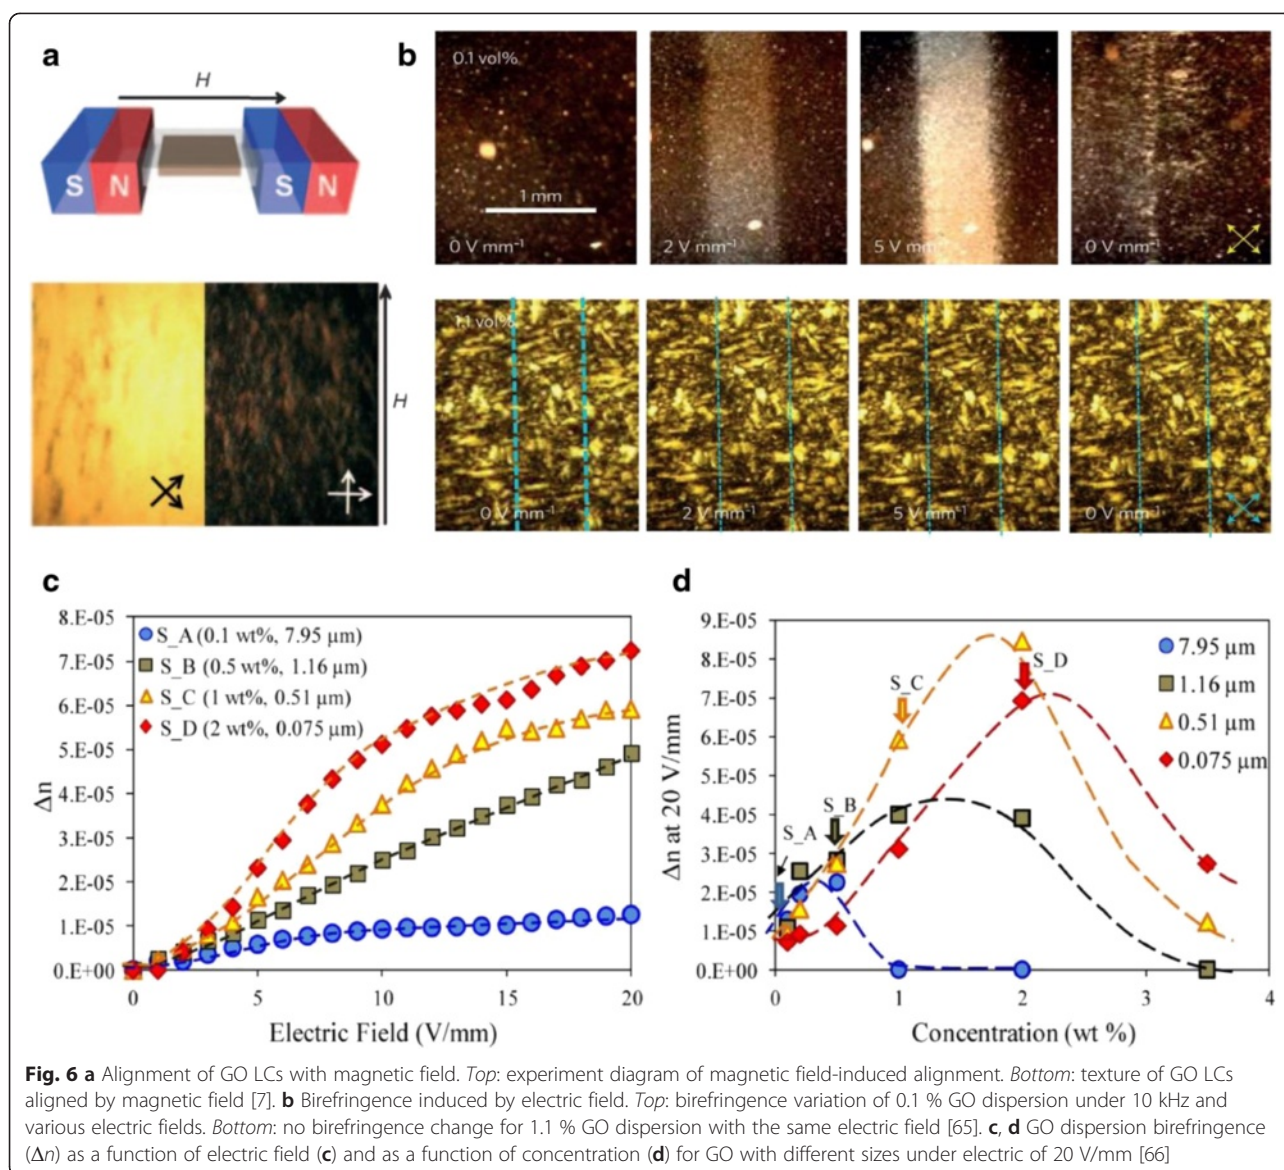 a
H
S N S N
H
b
0.1 vol%
1 mm
0 V mm⁻¹
2 V mm⁻¹
5 V mm⁻¹
0 V mm⁻¹
1.1 vol%
0 V mm⁻¹
2 V mm⁻¹
5 V mm⁻¹
0 V mm⁻¹
c
8.E-05
7.E-05
6.E-05
5.E-05
4.E-05
3.E-05
2.E-05
1.E-05
0.E+00
Δn
S_A (0.1 wt%, 7.95 μm)
S_B (0.5 wt%, 1.16 μm)
S_C (1 wt%, 0.51 μm)
S_D (2 wt%, 0.075 μm)
0 5 10 15 20
Electric Field (V/mm)
d
9.E-05
8.E-05
7.E-05
6.E-05
5.E-05
4.E-05
3.E-05
2.E-05
1.E-05
0.E+00
Δn at 20 V/mm
S_A
S_B
S_C
S_D
7.95 μm
1.16 μm
0.51 μm
0.075 μm
0 1 2 3 4
Concentration (wt %)
Fig. 6 a Alignment of GO LCs with magnetic field. Top: experiment diagram of magnetic field-induced alignment. Bottom: texture of GO LCs
aligned by magnetic field [7]. b Birefringence induced by electric field. Top: birefringence variation of 0.1 % GO dispersion under 10 kHz and
various electric fields. Bottom: no birefringence change for 1.1 % GO dispersion with the same electric field [65]. c, d GO dispersion birefringence
(Δn) as a function of electric field (c) and as a function of concentration (d) for GO with different sizes under electric of 20 V/mm [66]